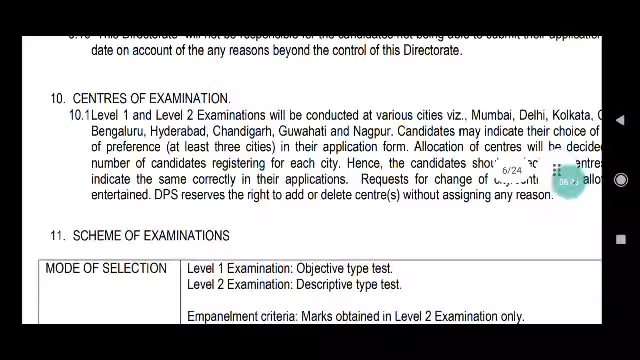 date on account of the any reasons beyond the control of this Directorate.
10. CENTRES OF EXAMINATION.
10.1Level 1 and Level 2 Examinations will be conducted at various cities viz., Mumbai, Delhi, Kolkata,
Bengaluru, Hyderabad, Chandigarh, Guwahati and Nagpur. Candidates may indicate their choice of
of preference (at least three cities) in their application form. Allocation of centres will be decide
number of candidates registering for each city. Hence, the candidates
6/24
indicate the same correctly in their applications. Requests for change of
entertained. DPS reserves the right to add or delete centre(s) without assigning any reason.
11. SCHEME OF EXAMINATIONS
MODE OF SELECTION
Level 1 Examination: Objective type test.
Level 2 Examination: Descriptive type test.
Empanelment criteria: Marks obtained in Level 2 Examination only.